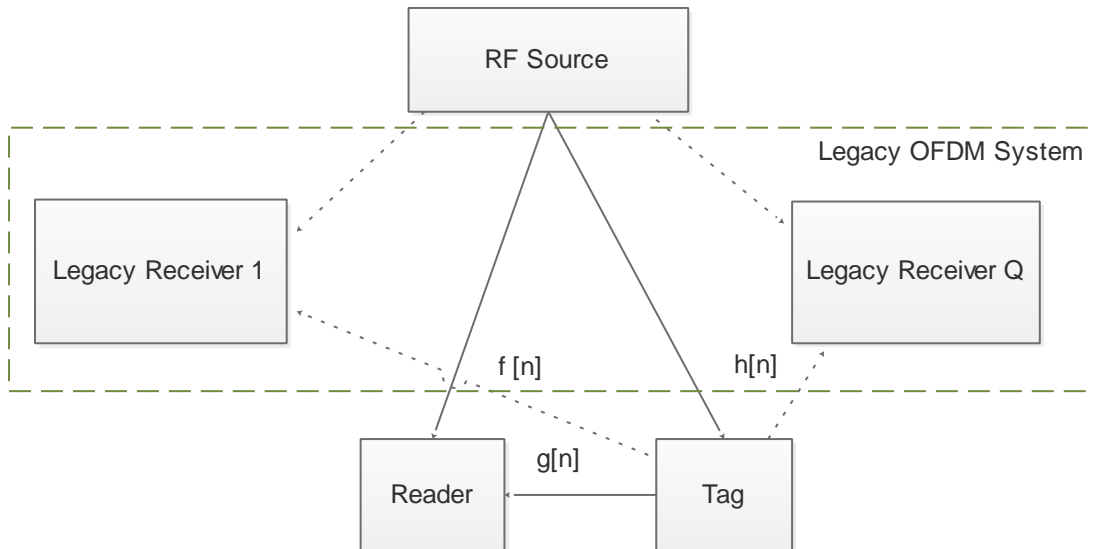 RF Source
Legacy OFDM System
Legacy Receiver 1
Legacy Receiver Q
f [n]
h[n]
g[n]
Reader
Tag